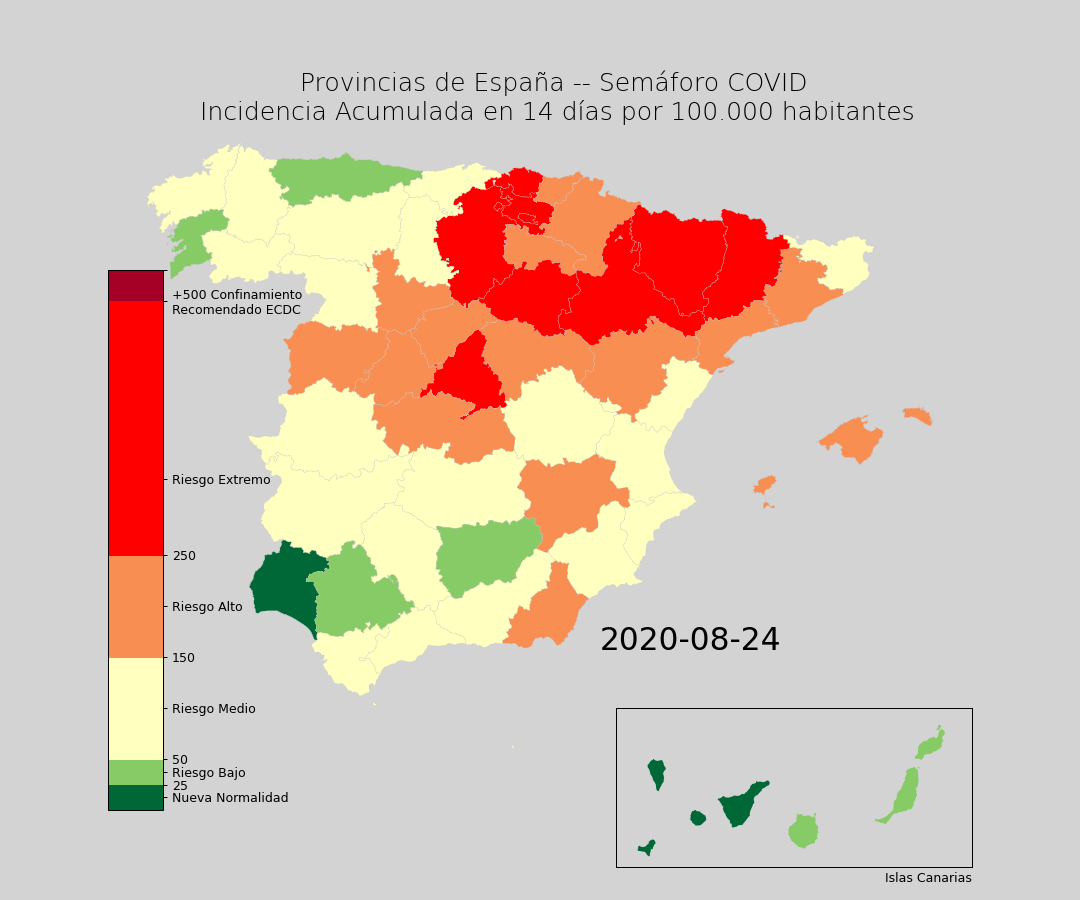 Provincias de España -- Semáforo COVID
Incidencia Acumulada en 14 días por 100.000 habitantes
+500 Confinamiento
Recomendado ECDC
Riesgo Extremo
250
Riesgo Alto
150
Riesgo Medio
50
Riesgo Bajo
25
Nueva Normalidad
2020-08-24
Islas Canarias